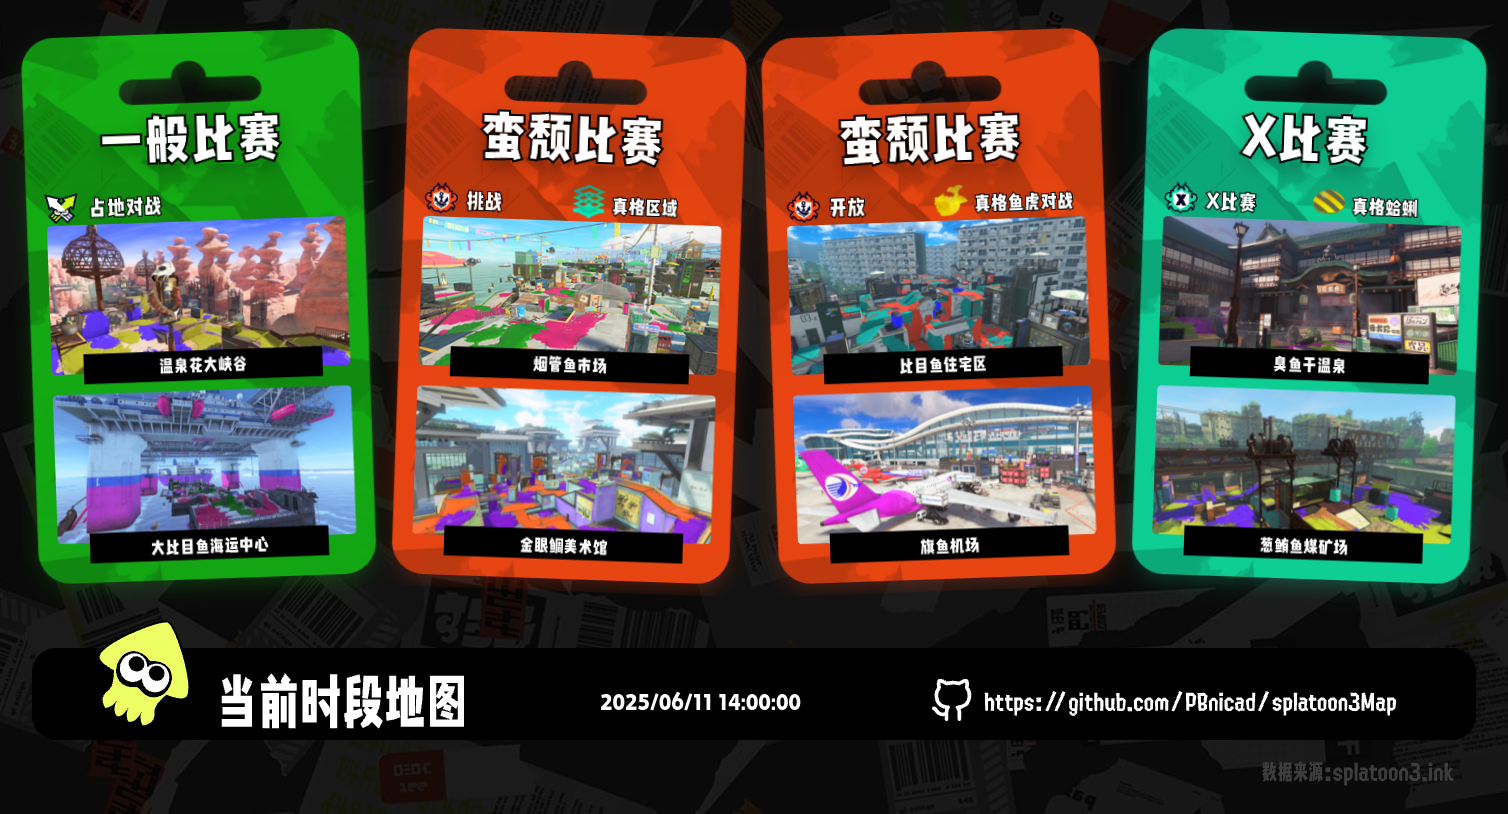 一般比赛
占地对战
温泉花大峡谷
大比目鱼海运中心
蛮颓比赛
挑战
真格区域
烟管鱼市场
金眼鲷美术馆
蛮颓比赛
开放
真格鱼虎对战
比目鱼住宅区
旗鱼机场
X比赛
X比赛
真格蛤蜊
臭鱼干温泉
葱鲔鱼煤矿场
当前时段地图
2025/06/11 14:00:00
https://github.com/PBnicad/splatoon3Map
数据来源:splatoon3.ink